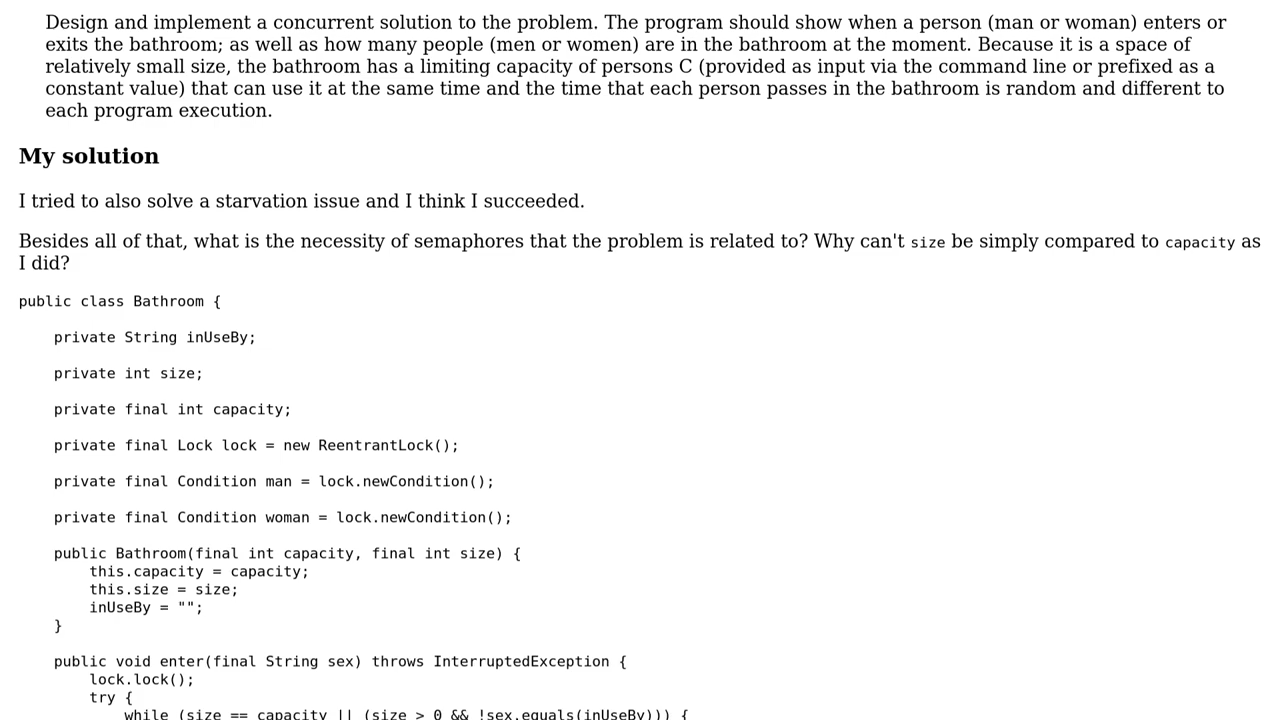 Design and implement a concurrent solution to the problem. The program should show when a person (man or woman) enters or
exits the bathroom; as well as how many people (men or women) are in the bathroom at the moment. Because it is a space of
relatively small size, the bathroom has a limiting capacity of persons C (provided as input via the command line or prefixed as a
constant value) that can use it at the same time and the time that each person passes in the bathroom is random and different to
each program execution.
My solution
I tried to also solve a starvation issue and I think I succeeded.
Besides all of that, what is the necessity of semaphores that the problem is related to? Why can't size be simply compared to capacity as
I did?
public class Bathroom {
    private String inUseBy;
    private int size;
    private final int capacity;
    private final Lock lock = new ReentrantLock();
    private final Condition man = lock.newCondition();
    private final Condition woman = lock.newCondition();
    public Bathroom(final int capacity, final int size) {
        this.capacity = capacity;
        this.size = size;
        inUseBy = "";
    }
    public void enter(final String sex) throws InterruptedException {
        lock.lock();
        try {
            while (size == capacity || (size > 0 && !sex.equals(inUseBy))) {